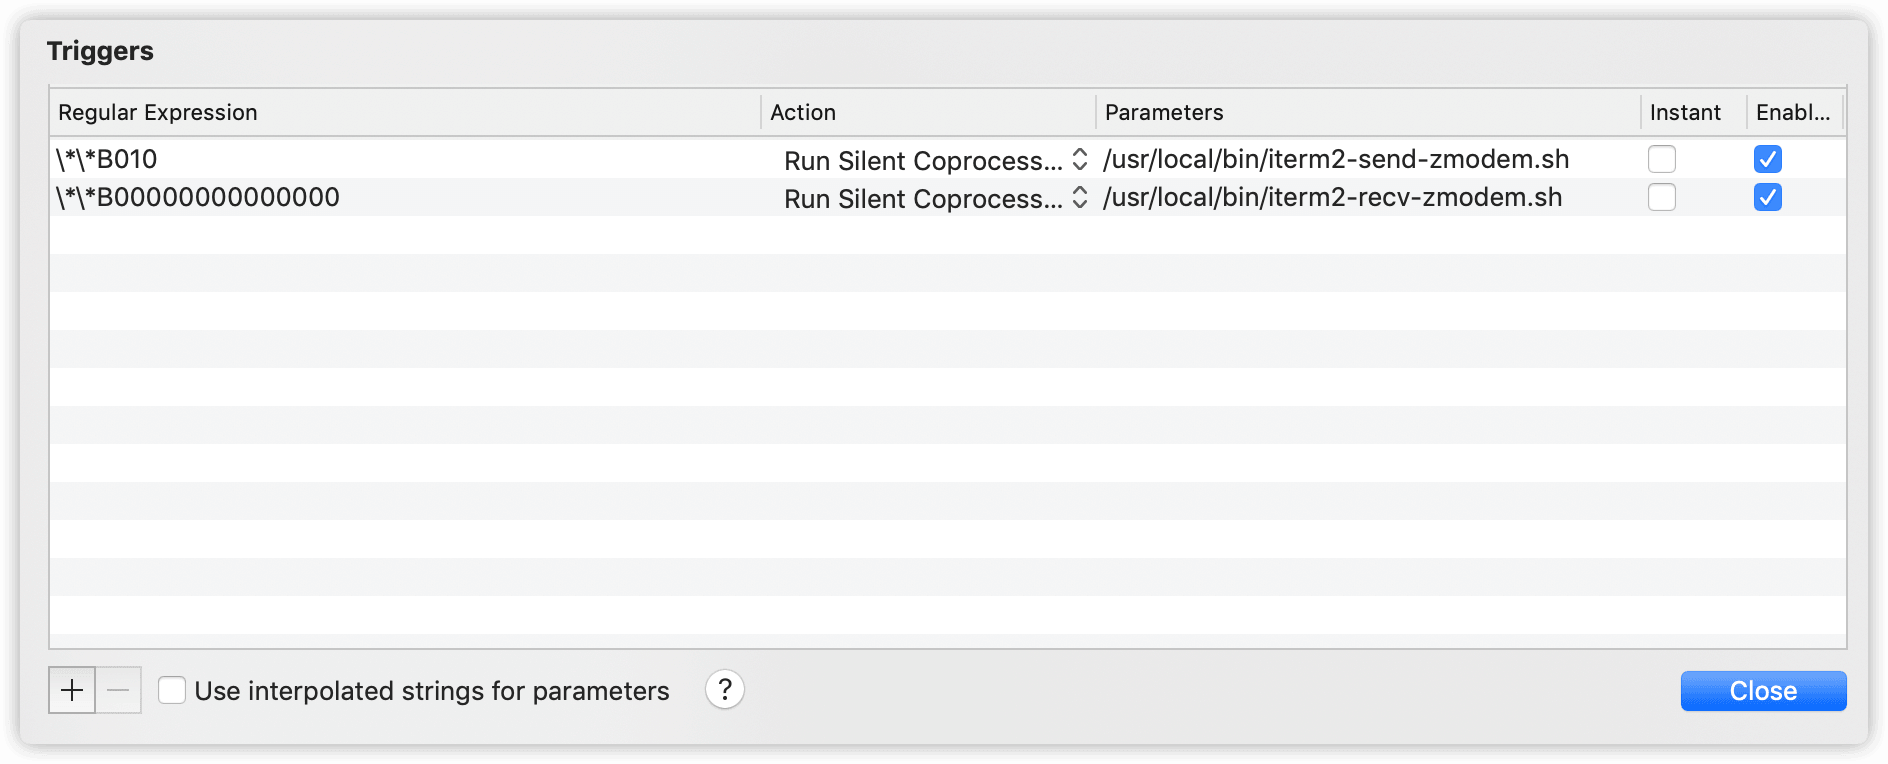 Triggers
Regular Expression Action Parameters Instant Enabl...
\*\*B010 Run Silent Coprocess... /usr/local/bin/iterm2-send-zmodem.sh
\*\*B00000000000000 Run Silent Coprocess... /usr/local/bin/iterm2-recv-zmodem.sh
+ − Use interpolated strings for parameters ? Close